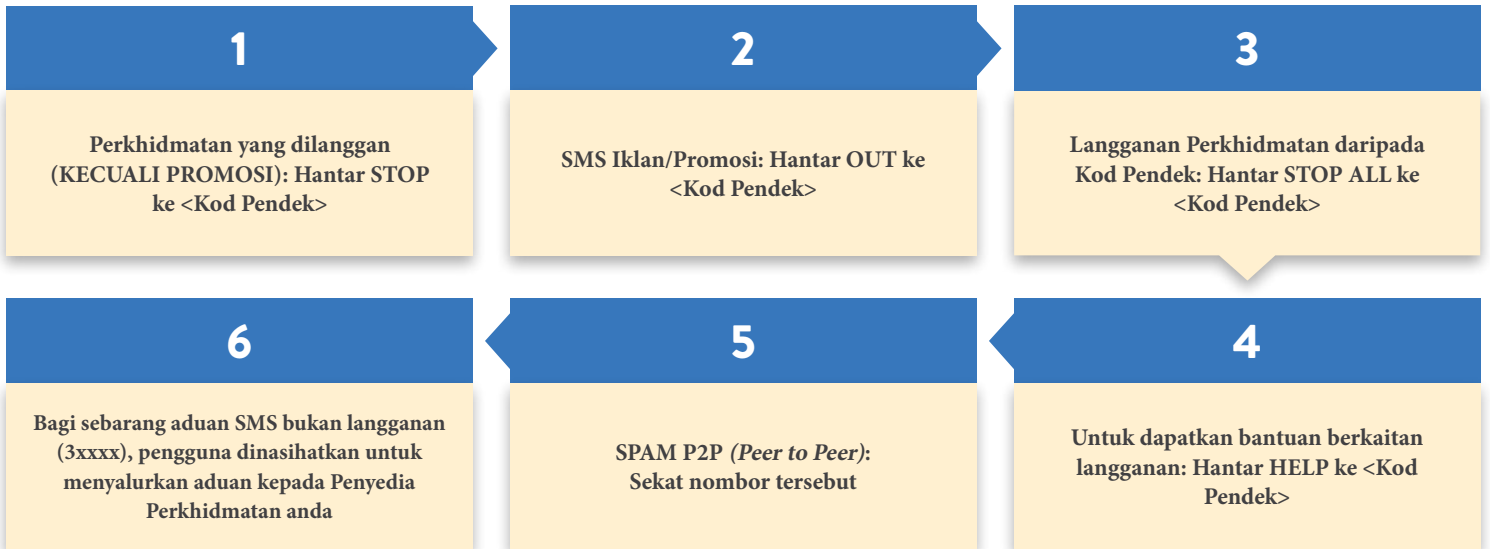 1
Perkhidmatan yang dilanggan
(KECUALI PROMOSI): Hantar STOP
ke <Kod Pendek>
2
SMS Iklan/Promosi: Hantar OUT ke
<Kod Pendek>
3
Langganan Perkhidmatan daripada
Kod Pendek: Hantar STOP ALL ke
<Kod Pendek>
4
Untuk dapatkan bantuan berkaitan
langganan: Hantar HELP ke <Kod
Pendek>
5
SPAM P2P (Peer to Peer):
Sekat nombor tersebut
6
Bagi sebarang aduan SMS bukan langganan
(3xxxx), pengguna dinasihatkan untuk
menyalurkan aduan kepada Penyedia
Perkhidmatan anda